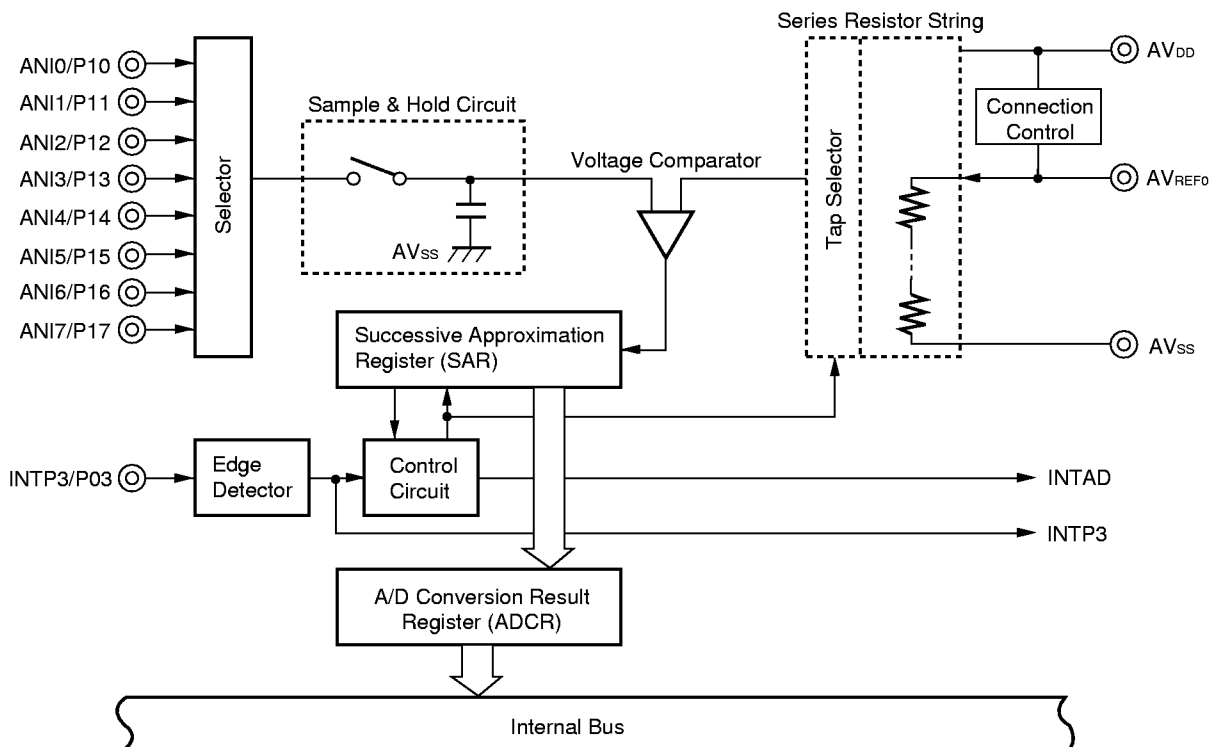 Series Resistor String
ANI0/P10
ANI1/P11
ANI2/P12
ANI3/P13
ANI4/P14
ANI5/P15
ANI6/P16
ANI7/P17
Selector
Sample & Hold Circuit
AVSS
Voltage Comparator
Tap Selector
AVDD
Connection
Control
AVREF0
AVSS
Successive Approximation
Register (SAR)
INTP3/P03
Edge
Detector
Control
Circuit
INTAD
INTP3
A/D Conversion Result
Register (ADCR)
Internal Bus